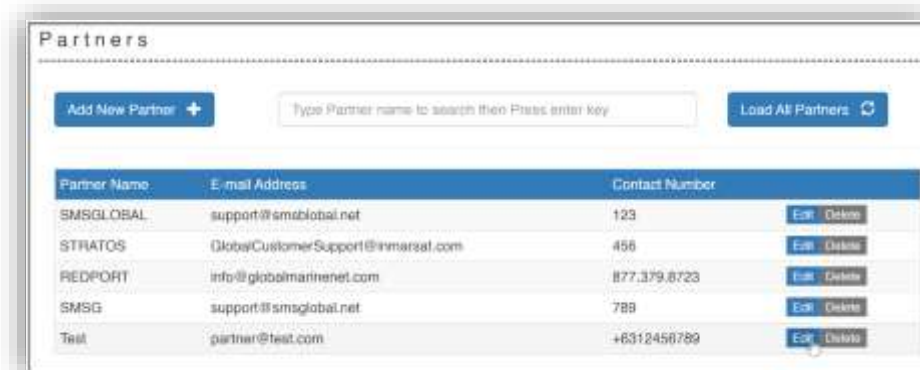 Partners
Add New Partner
Type Partner name to search then Press enter key
Load All Partners
Partner Name E-mail Address Contact Number
SMSGLOBAL support@smsblobal.net 123 Edit Delete
STRATOS GlobalCustomerSupport@inmarsat.com 456 Edit Delete
REDPORT info@globalmarinenet.com 877.379.8723 Edit Delete
SMSG support@smsglobal.net 789 Edit Delete
Test partner@test.com +6312456789 Edit Delete